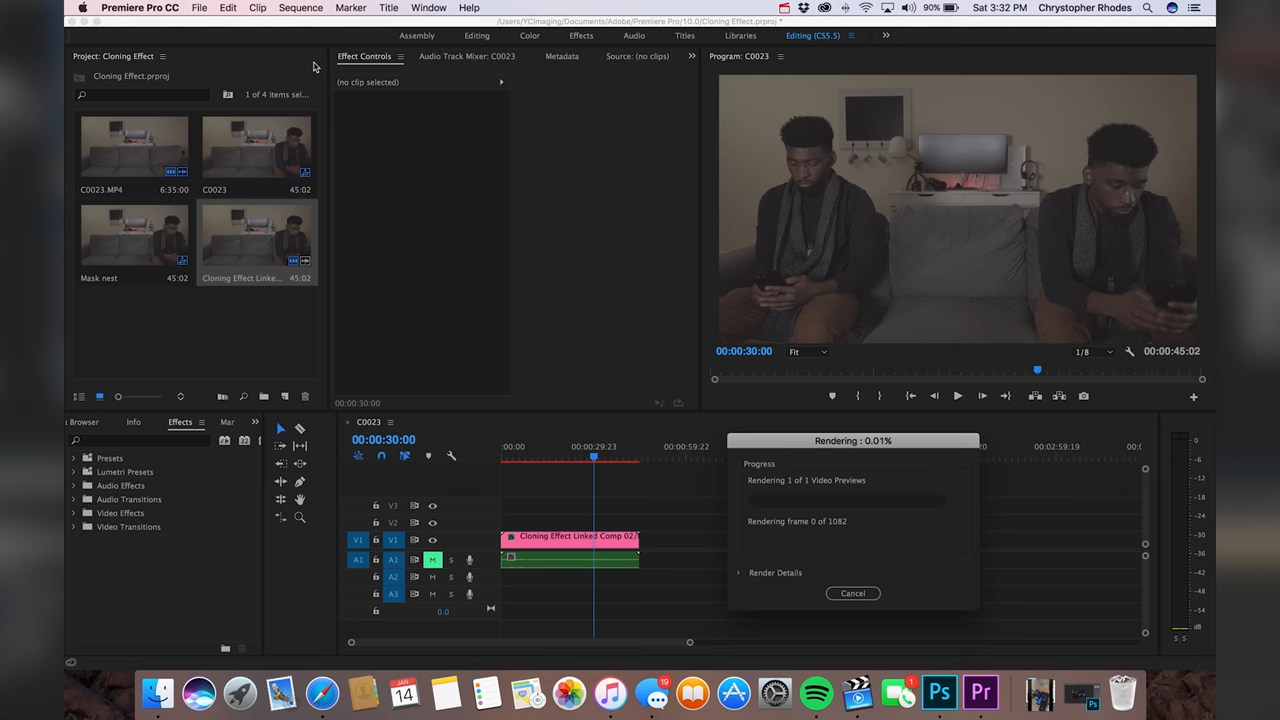 Premiere Pro CC File Edit Clip Sequence Marker Title Window Help 90% Sat 3:32 PM Chrystopher Rhodes
/Users/YCImaging/Documents/Adobe/Premiere Pro/10.0/Cloning Effect.prproj *
Assembly Editing Color Effects Audio Titles Libraries Editing (CS5.5)
Project: Cloning Effect
Cloning Effect.prproj
1 of 4 items sel...
C0023.MP4 6:35:00
C0023 45:02
Mask nest 45:02
Cloning Effect Linke... 45:02
Effect Controls Audio Track Mixer: C0023 Metadata Source: (no clips)
(no clip selected)
00:00:30:00
Program: C0023
00:00:30:00 Fit 1/8 00:00:45:02
Browser Info Effects Mar
Presets
Lumetri Presets
Audio Effects
Audio Transitions
Video Effects
Video Transitions
C0023
00:00:30:00
:00:00 00:00:29:23 00:00:59:22 20 00:02:59:19 00:0
V3
V2
V1 V1 Cloning Effect Linked Comp 02/
A1 A1 M S
A2 M S
A3 M S
0.0
Rendering : 0.01%
Progress
Rendering 1 of 1 Video Previews
Rendering frame 0 of 1082
Render Details
Cancel
0
-6
-12
-18
-24
-30
-36
-42
-48
-54
dB
S S
JAN
14
19
1
Ps
Pr
Ps